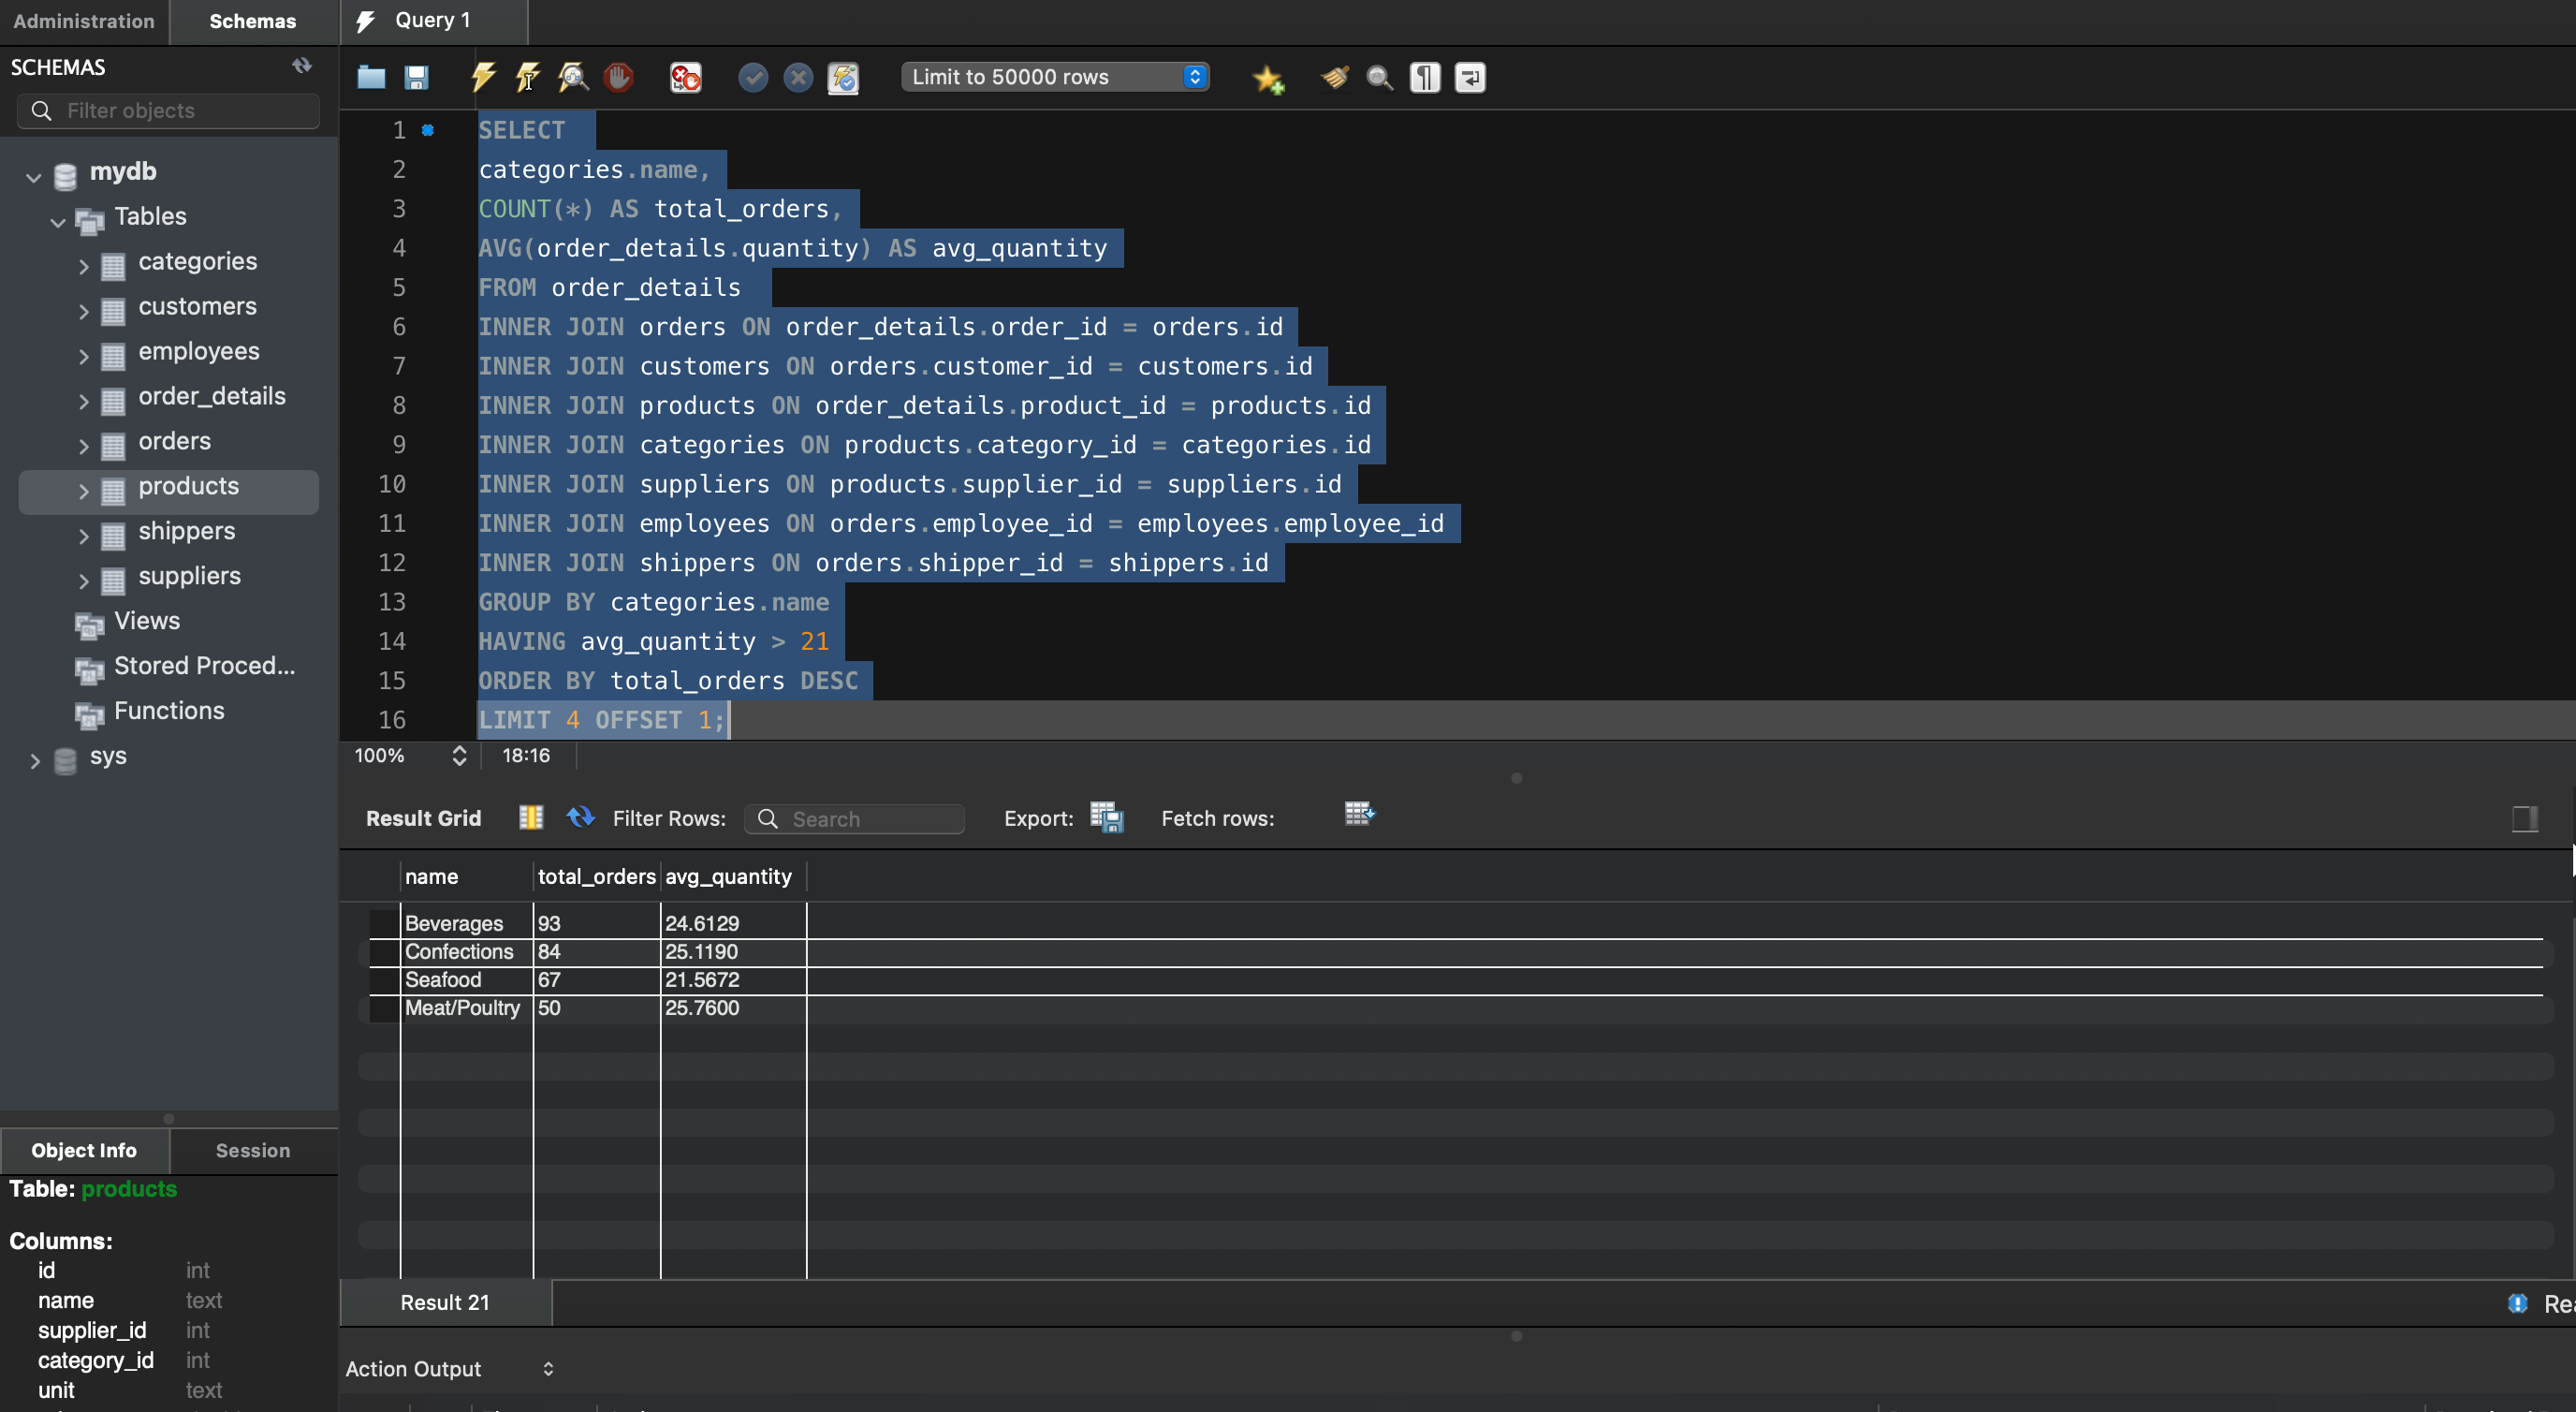 Administration
Schemas
Query 1
SCHEMAS
Filter objects
mydb
Tables
categories
customers
employees
order_details
orders
products
shippers
suppliers
Views
Stored Proced...
Functions
sys
Limit to 50000 rows
1 SELECT
2 categories.name,
3 COUNT(*) AS total_orders,
4 AVG(order_details.quantity) AS avg_quantity
5 FROM order_details
6 INNER JOIN orders ON order_details.order_id = orders.id
7 INNER JOIN customers ON orders.customer_id = customers.id
8 INNER JOIN products ON order_details.product_id = products.id
9 INNER JOIN categories ON products.category_id = categories.id
10 INNER JOIN suppliers ON products.supplier_id = suppliers.id
11 INNER JOIN employees ON orders.employee_id = employees.employee_id
12 INNER JOIN shippers ON orders.shipper_id = shippers.id
13 GROUP BY categories.name
14 HAVING avg_quantity > 21
15 ORDER BY total_orders DESC
16 LIMIT 4 OFFSET 1;
100% 18:16
Result Grid Filter Rows: Search Export: Fetch rows:
name total_orders avg_quantity
Beverages 93 24.6129
Confections 84 25.1190
Seafood 67 21.5672
Meat/Poultry 50 25.7600
Result 21
Action Output
Object Info Session
Table: products
Columns:
id int
name text
supplier_id int
category_id int
unit text